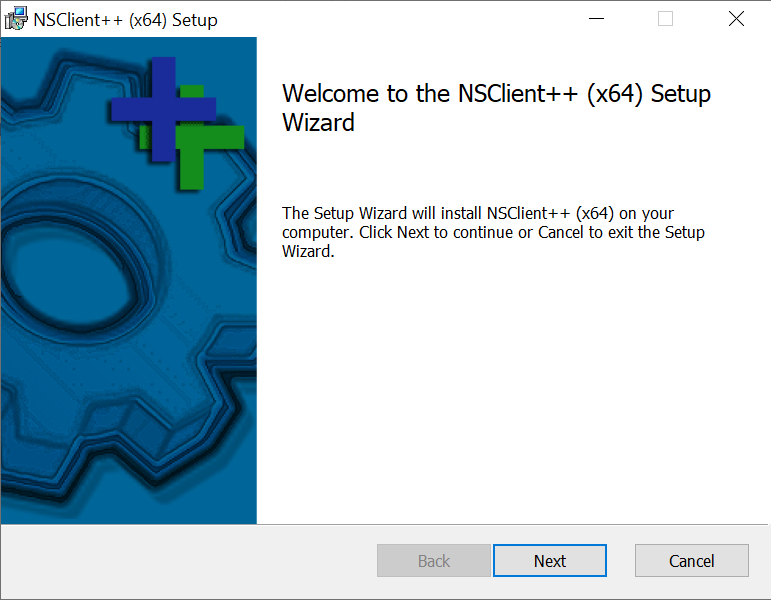 NSClient++ (x64) Setup
Welcome to the NSClient++ (x64) Setup
Wizard
The Setup Wizard will install NSClient++ (x64) on your
computer. Click Next to continue or Cancel to exit the Setup
Wizard.
Back
Next
Cancel